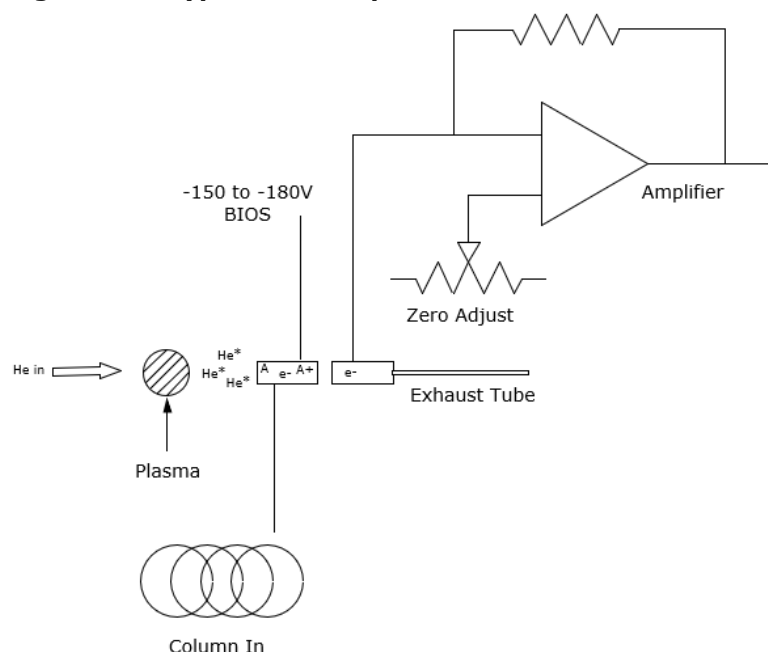 -150 to -180V
BIOS
Amplifier
Zero Adjust
He in
He*
He*
He*
A
e-
A+
e-
Exhaust Tube
Plasma
Column In